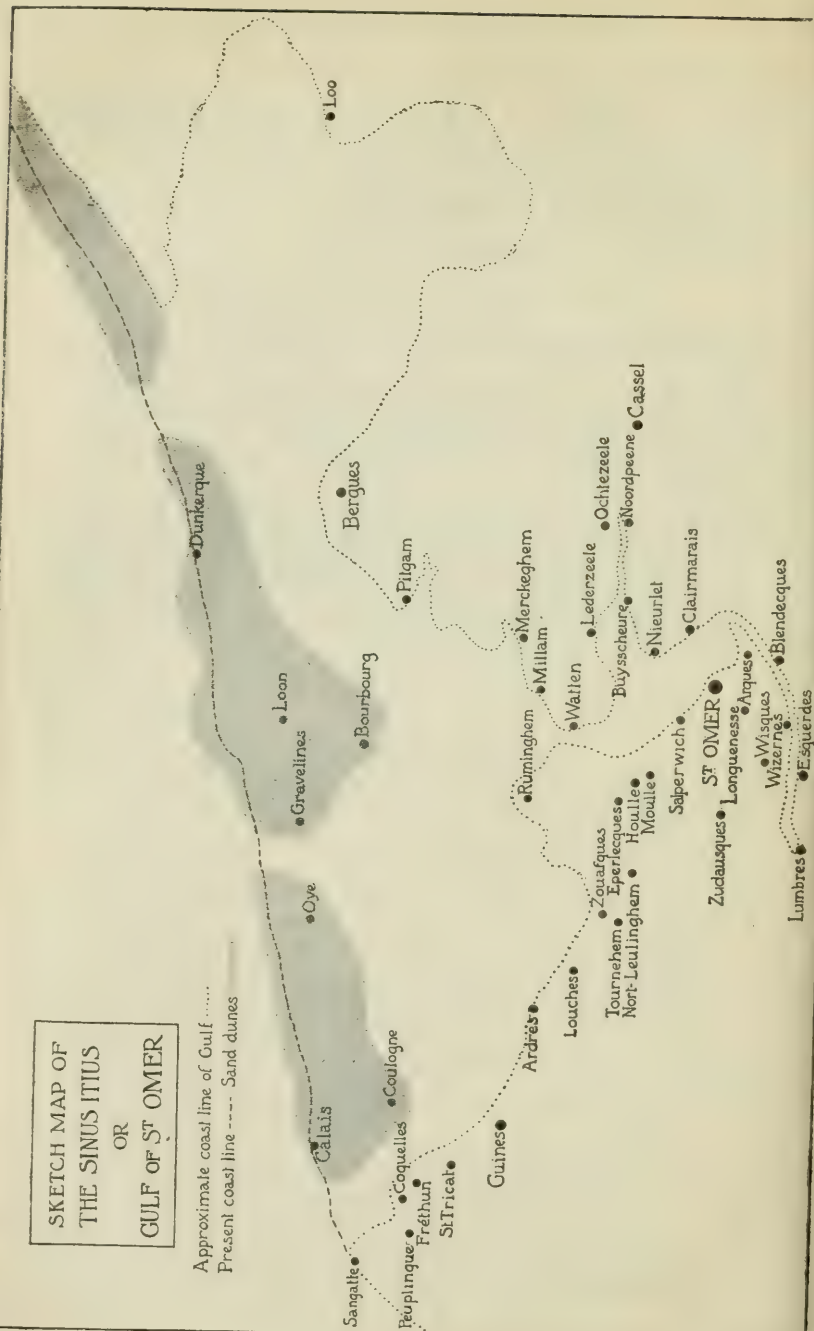 SKETCH MAP OF
THE SINUS ITIUS
OR
GULF OF ST OMER
Approximate coast line of Gulf ......
Present coast line ---- Sand dunes
Sangatte
Peuplingue
Coquelles
Fréthun
St Tricat
Calais
Coulogne
Guines
Ardres
Louches
Oye
Gravelines
Loon
Bourbourg
Dunkerque
Bergues
Pitgam
Loo
Tournehem
Nort-Leulinghem
Zouafques
Eperlecques
Houlle
Moulle
Ruminghem
Watten
Millam
Merckeghem
Lederzeele
Ochtezeele
Buysscheure
Noordpeene
Cassel
Nieurlet
Clairmarais
Salperwich
ST OMER
Longuenesse
Arques
Zudausques
Wisques
Wizernes
Blendecques
Esquerdes
Lumbres